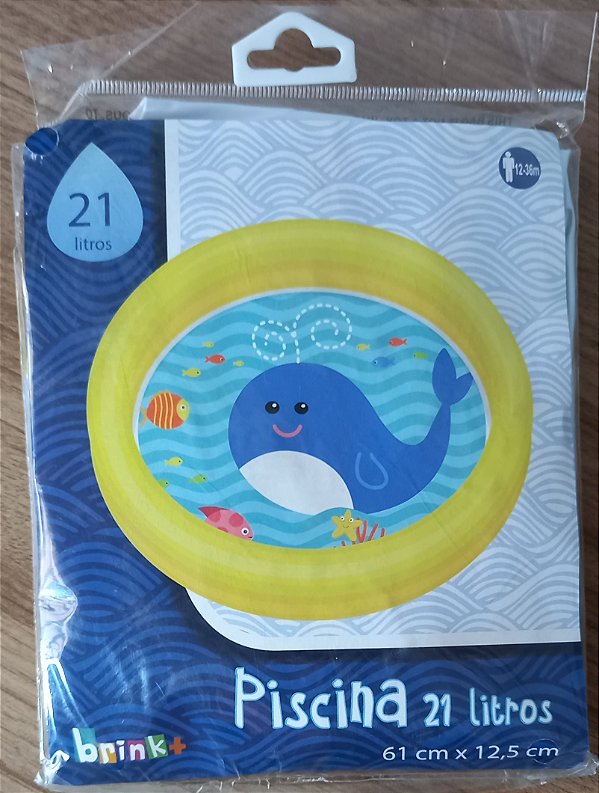 21
litros
12-36m
Piscina 21 litros
61 cm x 12,5 cm
brink+